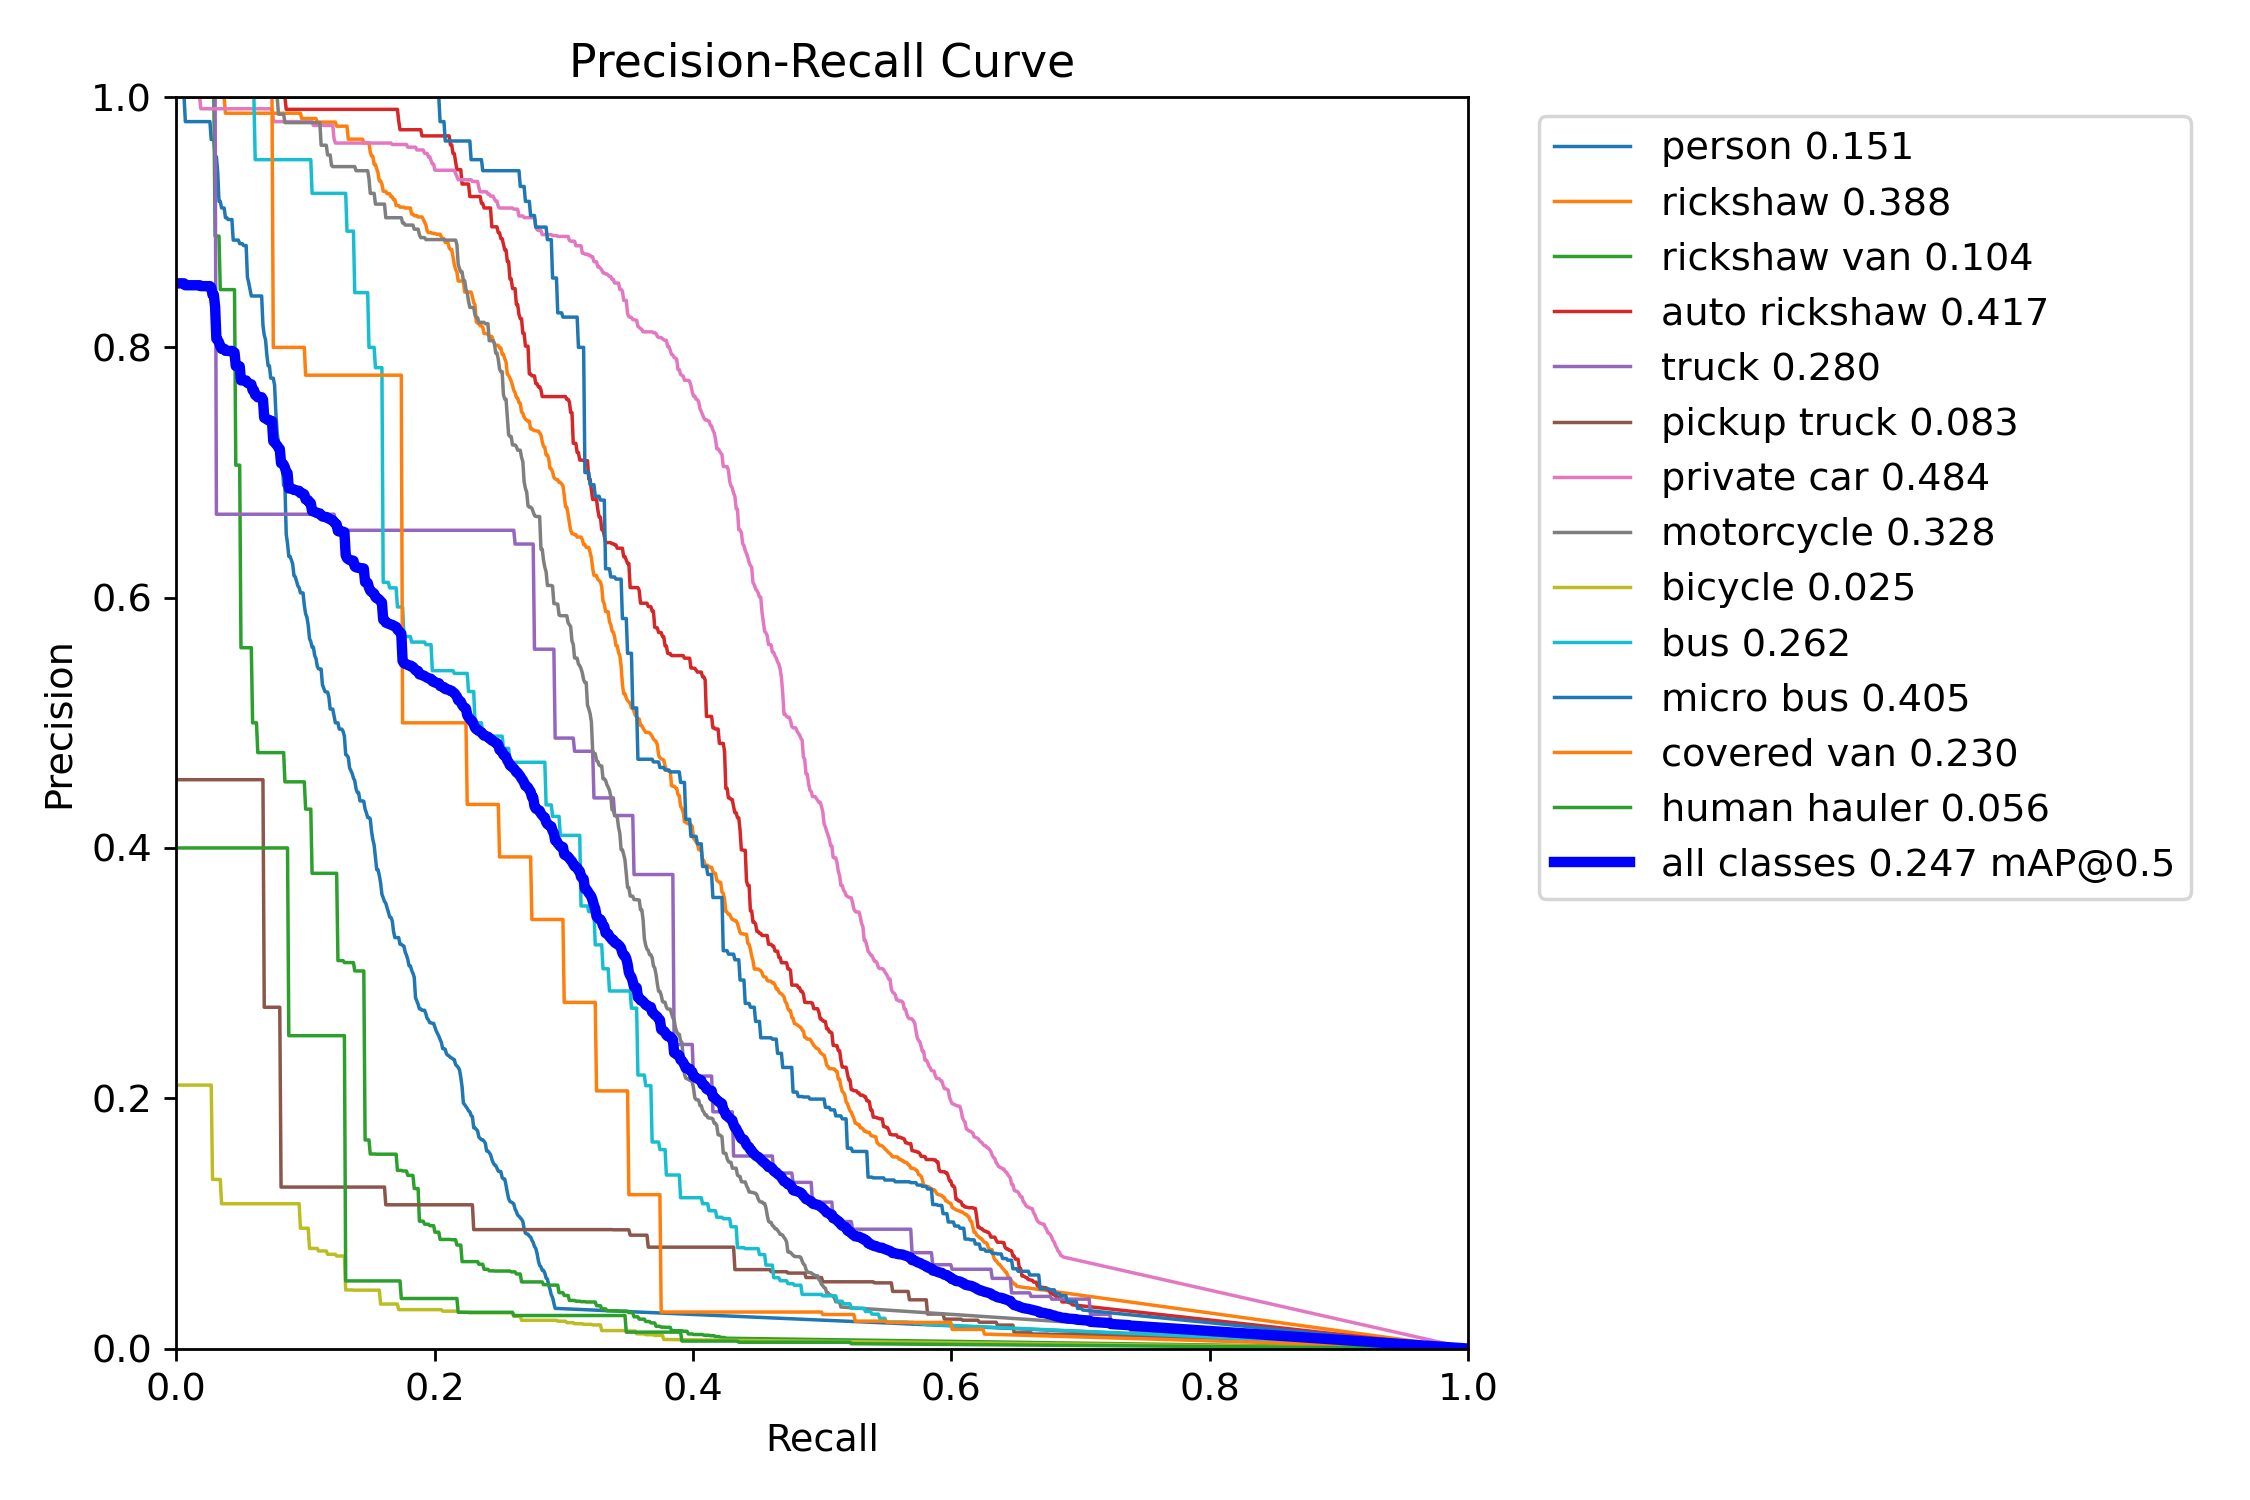 Precision-Recall Curve
1.0
0.8
0.6
0.4
0.2
0.0
Precision
0.0 0.2 0.4 0.6 0.8 1.0
Recall
person 0.151
rickshaw 0.388
rickshaw van 0.104
auto rickshaw 0.417
truck 0.280
pickup truck 0.083
private car 0.484
motorcycle 0.328
bicycle 0.025
bus 0.262
micro bus 0.405
covered van 0.230
human hauler 0.056
all classes 0.247 mAP@0.5